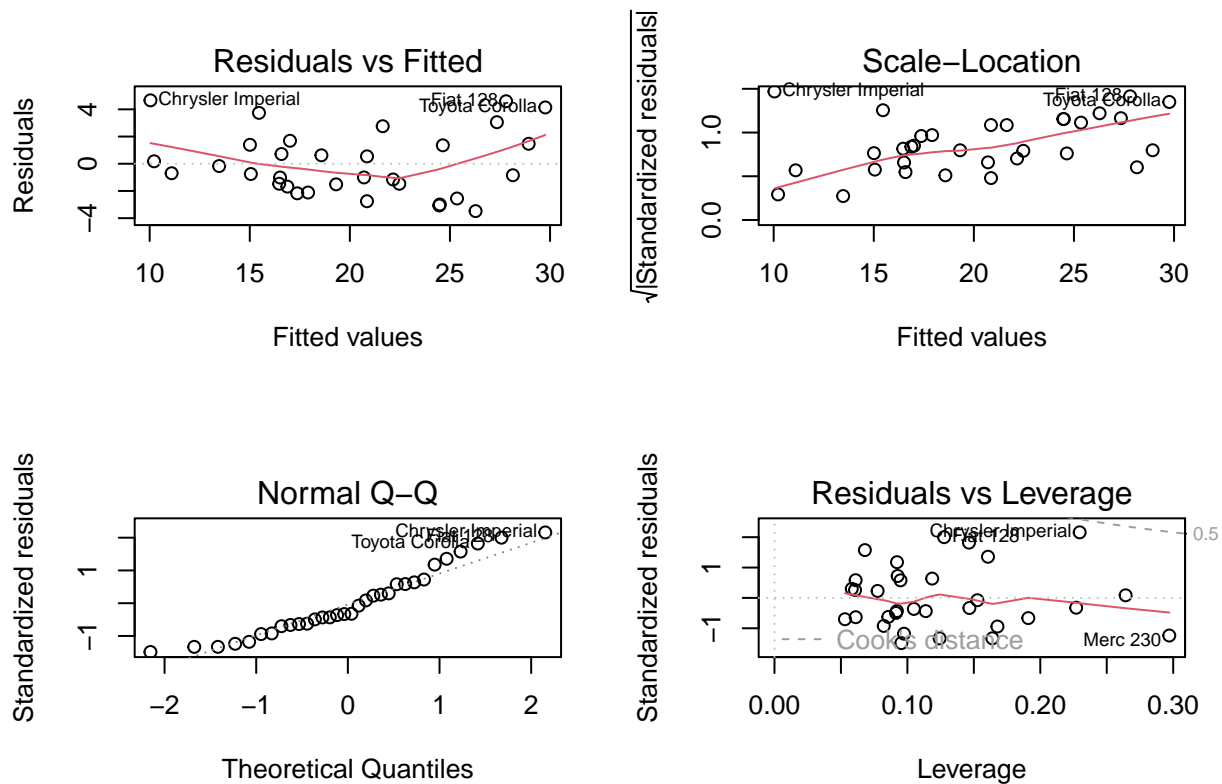 Residuals vs Fitted
Residuals
4
0
−4
Chrysler Imperial
Fiat 128
Toyota Corolla
10 15 20 25 30
Fitted values
Scale−Location
√|Standardized residuals|
1.0
0.0
Chrysler Imperial
Fiat 128
Toyota Corolla
10 15 20 25 30
Fitted values
Normal Q−Q
Standardized residuals
1
−1
Chrysler Imperial
Fiat 128
Toyota Corolla
−2 −1 0 1 2
Theoretical Quantiles
Residuals vs Leverage
Standardized residuals
1
−1
Chrysler Imperial
Fiat 128
0.5
Merc 230
Cook's distance
0.00 0.10 0.20 0.30
Leverage